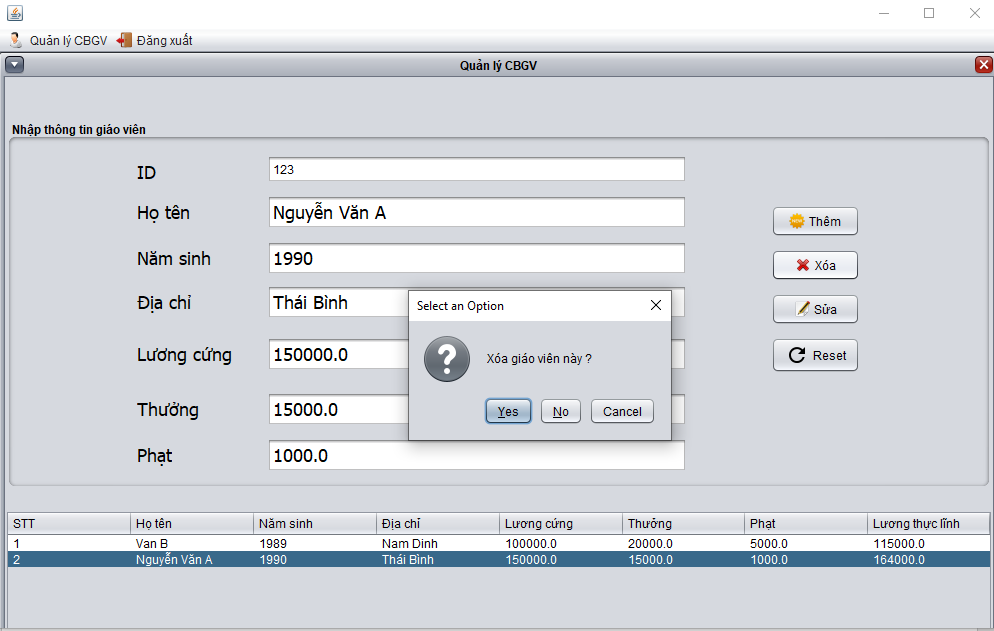 Quản lý CBGV Đăng xuất
Quản lý CBGV
Nhập thông tin giáo viên
ID 123
Họ tên Nguyễn Văn A
Thêm
Năm sinh 1990
Xóa
Địa chỉ Thái Bình
Sửa
Lương cứng 150000.0
Reset
Thưởng 15000.0
Phạt 1000.0
Select an Option
Xóa giáo viên này ?
Yes No Cancel
STT Họ tên Năm sinh Địa chỉ Lương cứng Thưởng Phạt Lương thực lĩnh
1 Van B 1989 Nam Dinh 100000.0 20000.0 5000.0 115000.0
2 Nguyễn Văn A 1990 Thái Bình 150000.0 15000.0 1000.0 164000.0